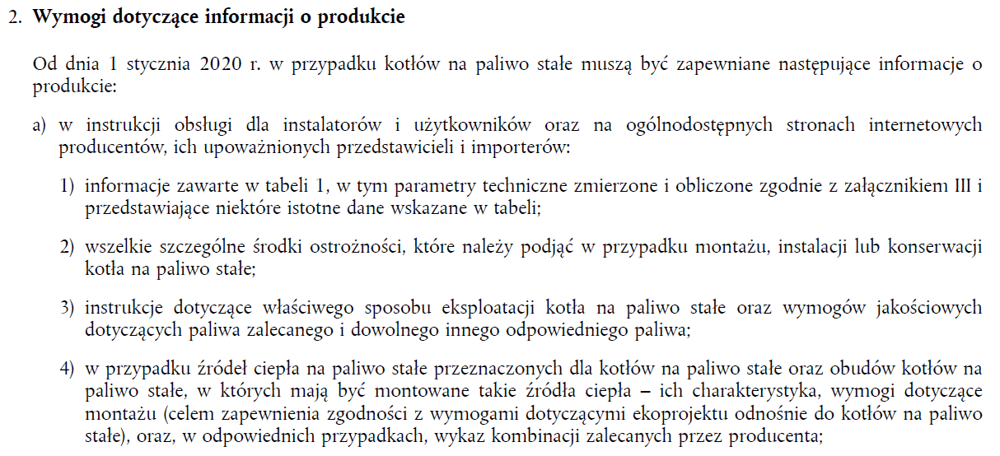 2. Wymogi dotyczące informacji o produkcie
Od dnia 1 stycznia 2020 r. w przypadku kotłów na paliwo stałe muszą być zapewniane następujące informacje o
produkcie:
a) w instrukcji obsługi dla instalatorów i użytkowników oraz na ogólnodostępnych stronach internetowych
producentów, ich upoważnionych przedstawicieli i importerów:
1) informacje zawarte w tabeli 1, w tym parametry techniczne zmierzone i obliczone zgodnie z załącznikiem III i
przedstawiające niektóre istotne dane wskazane w tabeli;
2) wszelkie szczególne środki ostrożności, które należy podjąć w przypadku montażu, instalacji lub konserwacji
kotła na paliwo stałe;
3) instrukcje dotyczące właściwego sposobu eksploatacji kotła na paliwo stałe oraz wymogów jakościowych
dotyczących paliwa zalecanego i dowolnego innego odpowiedniego paliwa;
4) w przypadku źródeł ciepła na paliwo stałe przeznaczonych dla kotłów na paliwo stałe oraz obudów kotłów na
paliwo stałe, w których mają być montowane takie źródła ciepła – ich charakterystyka, wymogi dotyczące
montażu (celem zapewnienia zgodności z wymogami dotyczącymi ekoprojektu odnośnie do kotłów na paliwo
stałe), oraz, w odpowiednich przypadkach, wykaz kombinacji zalecanych przez producenta;